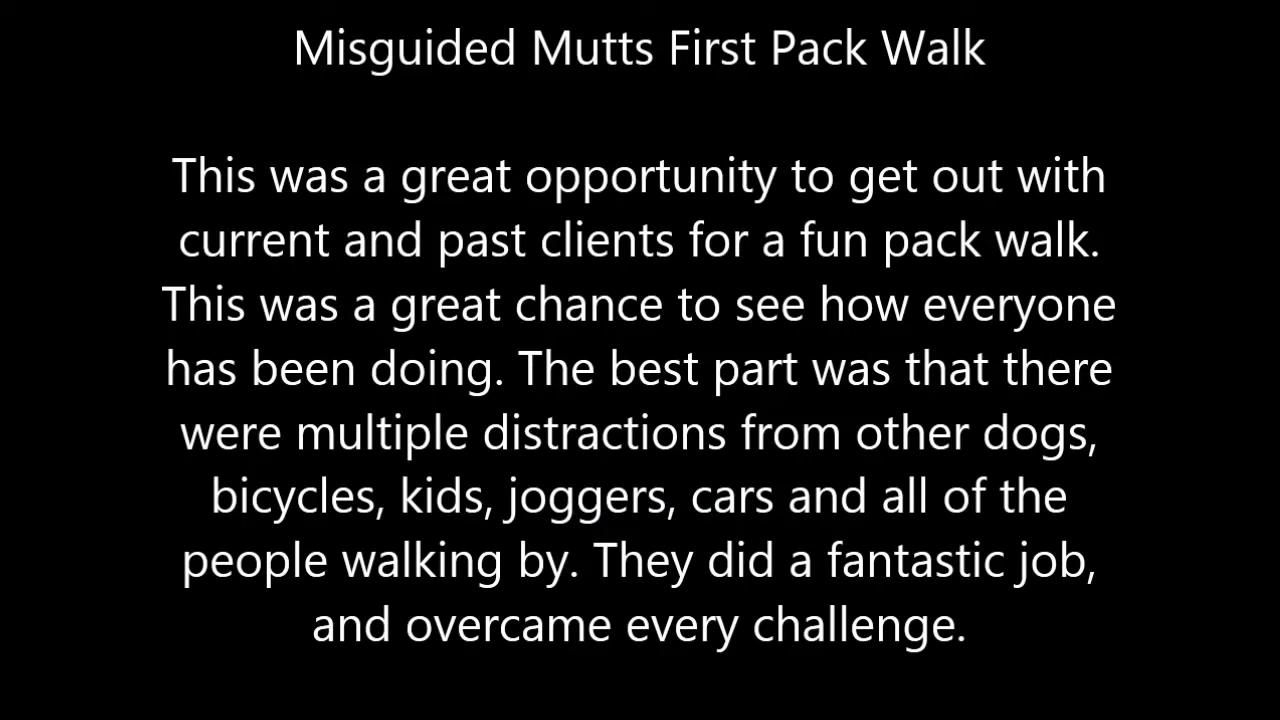 Misguided Mutts First Pack Walk
This was a great opportunity to get out with
current and past clients for a fun pack walk.
This was a great chance to see how everyone
has been doing. The best part was that there
were multiple distractions from other dogs,
bicycles, kids, joggers, cars and all of the
people walking by. They did a fantastic job,
and overcame every challenge.